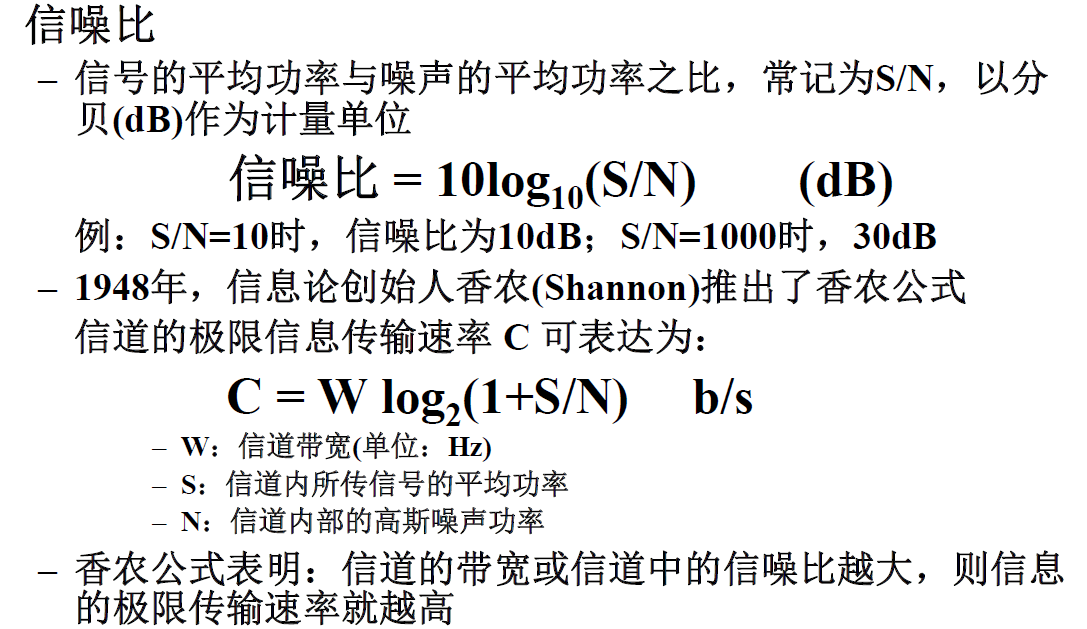 信噪比
– 信号的平均功率与噪声的平均功率之比，常记为S/N，以分
贝(dB)作为计量单位
信噪比 = 10log₁₀(S/N) (dB)
例：S/N=10时，信噪比为10dB；S/N=1000时，30dB
– 1948年，信息论创始人香农(Shannon)推出了香农公式
信道的极限信息传输速率 C 可表达为：
C = W log₂(1+S/N) b/s
– W：信道带宽(单位：Hz)
– S：信道内所传信号的平均功率
– N：信道内部的高斯噪声功率
– 香农公式表明：信道的带宽或信道中的信噪比越大，则信息
的极限传输速率就越高